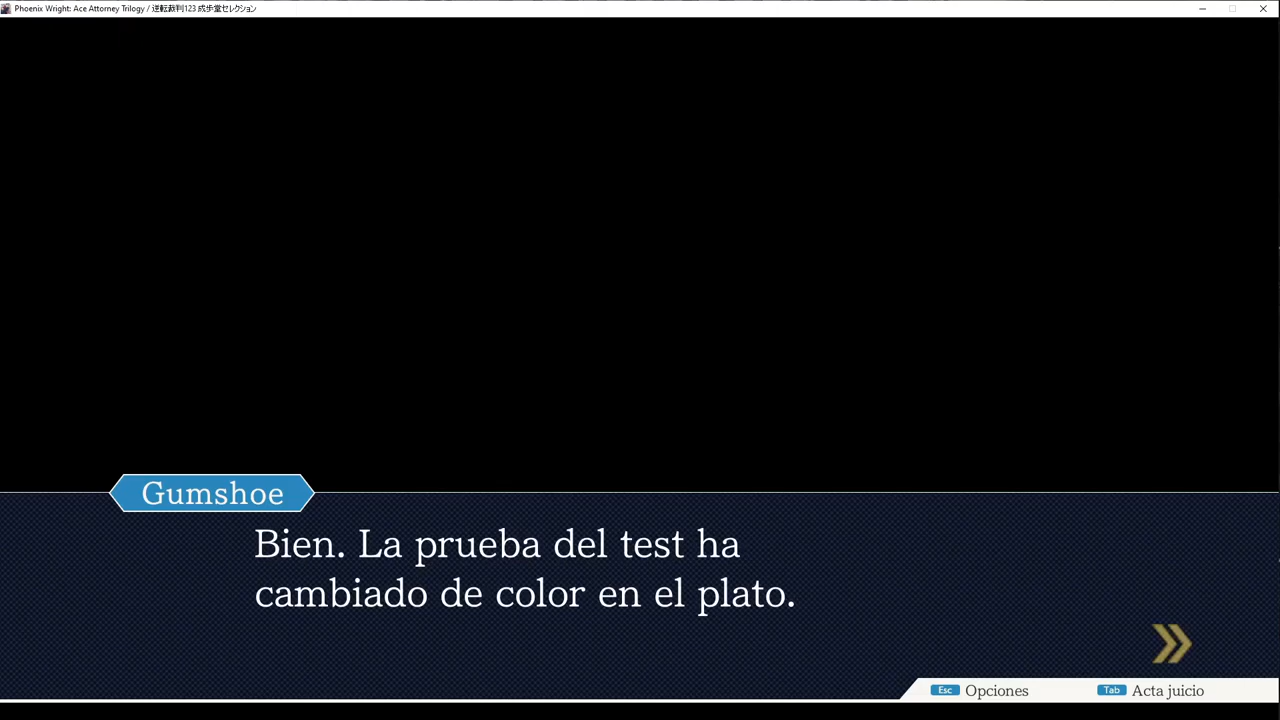 Phoenix Wright: Ace Attorney Trilogy / 逆転裁判123 成歩堂セレクション
Gumshoe
Bien. La prueba del test ha
cambiado de color en el plato.
Esc Opciones Tab Acta juicio